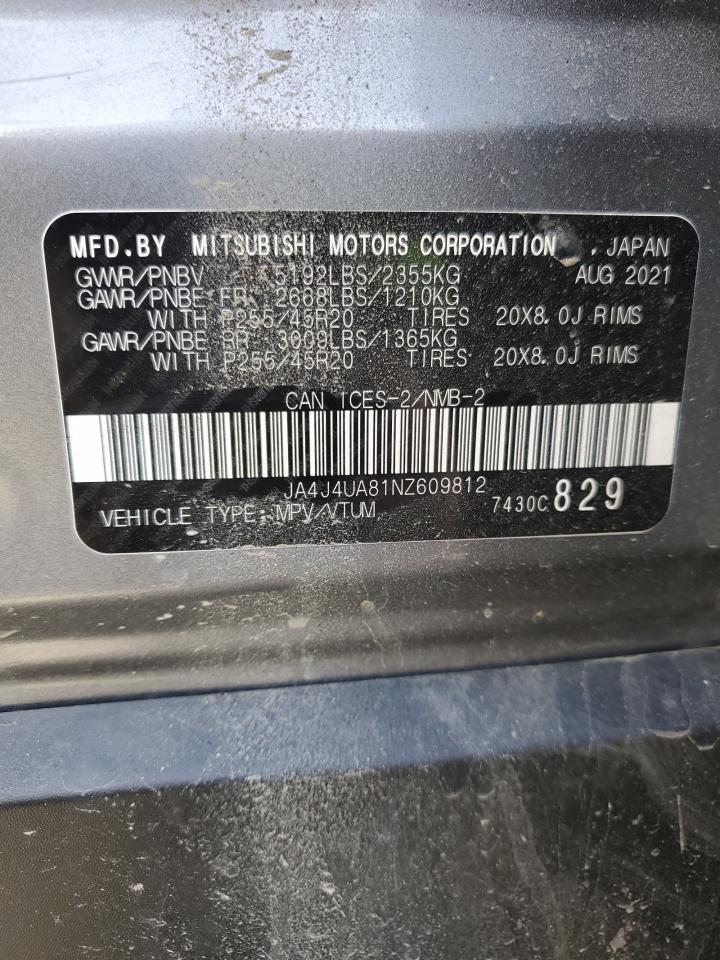 MFD.BY MITSUBISHI MOTORS CORPORATION , JAPAN
GVWR/PNBV 5192LBS/2355KG AUG 2021
GAWR/PNBE FR 2668LBS/1210KG
WITH P255/45R20 TIRES 20X8.0J RIMS
GAWR/PNBE RR 3009LBS/1365KG
WITH P255/45R20 TIRES 20X8.0J RIMS
CAN ICES-2/NMB-2
JA4J4UA81NZ609812
VEHICLE TYPE:MPV/VTUM 7430C 829